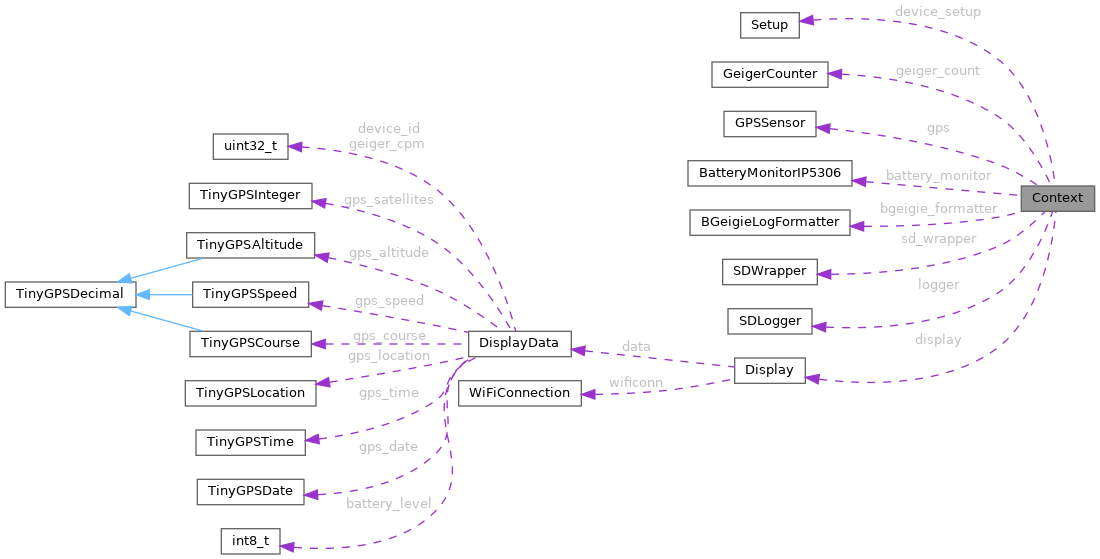 device_setup
Setup
geiger_count
GeigerCounter
gps
GPSSensor
device_id
geiger_cpm
uint32_t
battery_monitor
BatteryMonitorIP5306
gps_satellites
TinyGPSInteger
Context
bgeigie_formatter
BGeigieLogFormatter
sd_wrapper
gps_altitude
TinyGPSAltitude
SDWrapper
logger
TinyGPSDecimal
TinyGPSSpeed
gps_speed
SDLogger
gps_course
TinyGPSCourse
DisplayData
data
display
gps_location
Display
wificonn
TinyGPSLocation
gps_time
WiFiConnection
TinyGPSTime
gps_date
TinyGPSDate
battery_level
int8_t